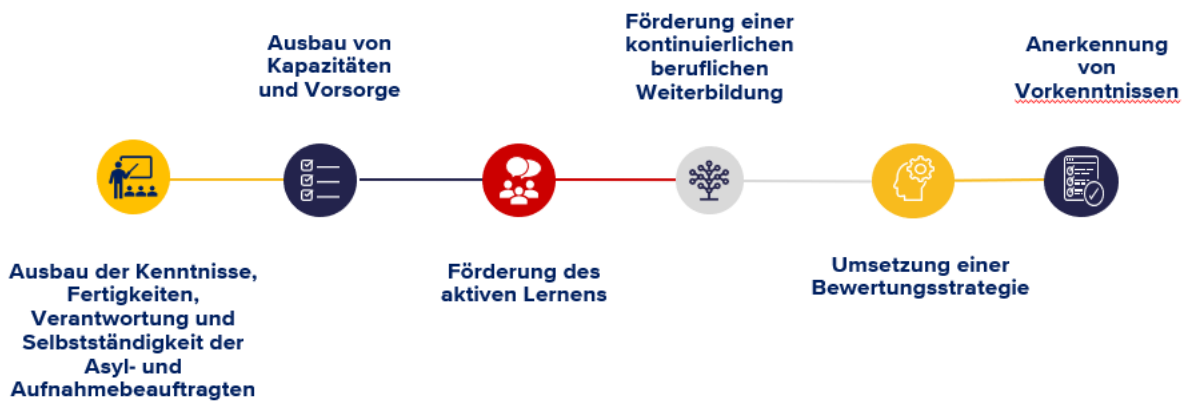 Ausbau der Kenntnisse,
Fertigkeiten,
Verantwortung und
Selbstständigkeit der
Asyl- und
Aufnahmebeauftragten
Ausbau von
Kapazitäten
und Vorsorge
Förderung des
aktiven Lernens
Förderung einer
kontinuierlichen
beruflichen
Weiterbildung
Umsetzung einer
Bewertungsstrategie
Anerkennung
von
Vorkenntnissen